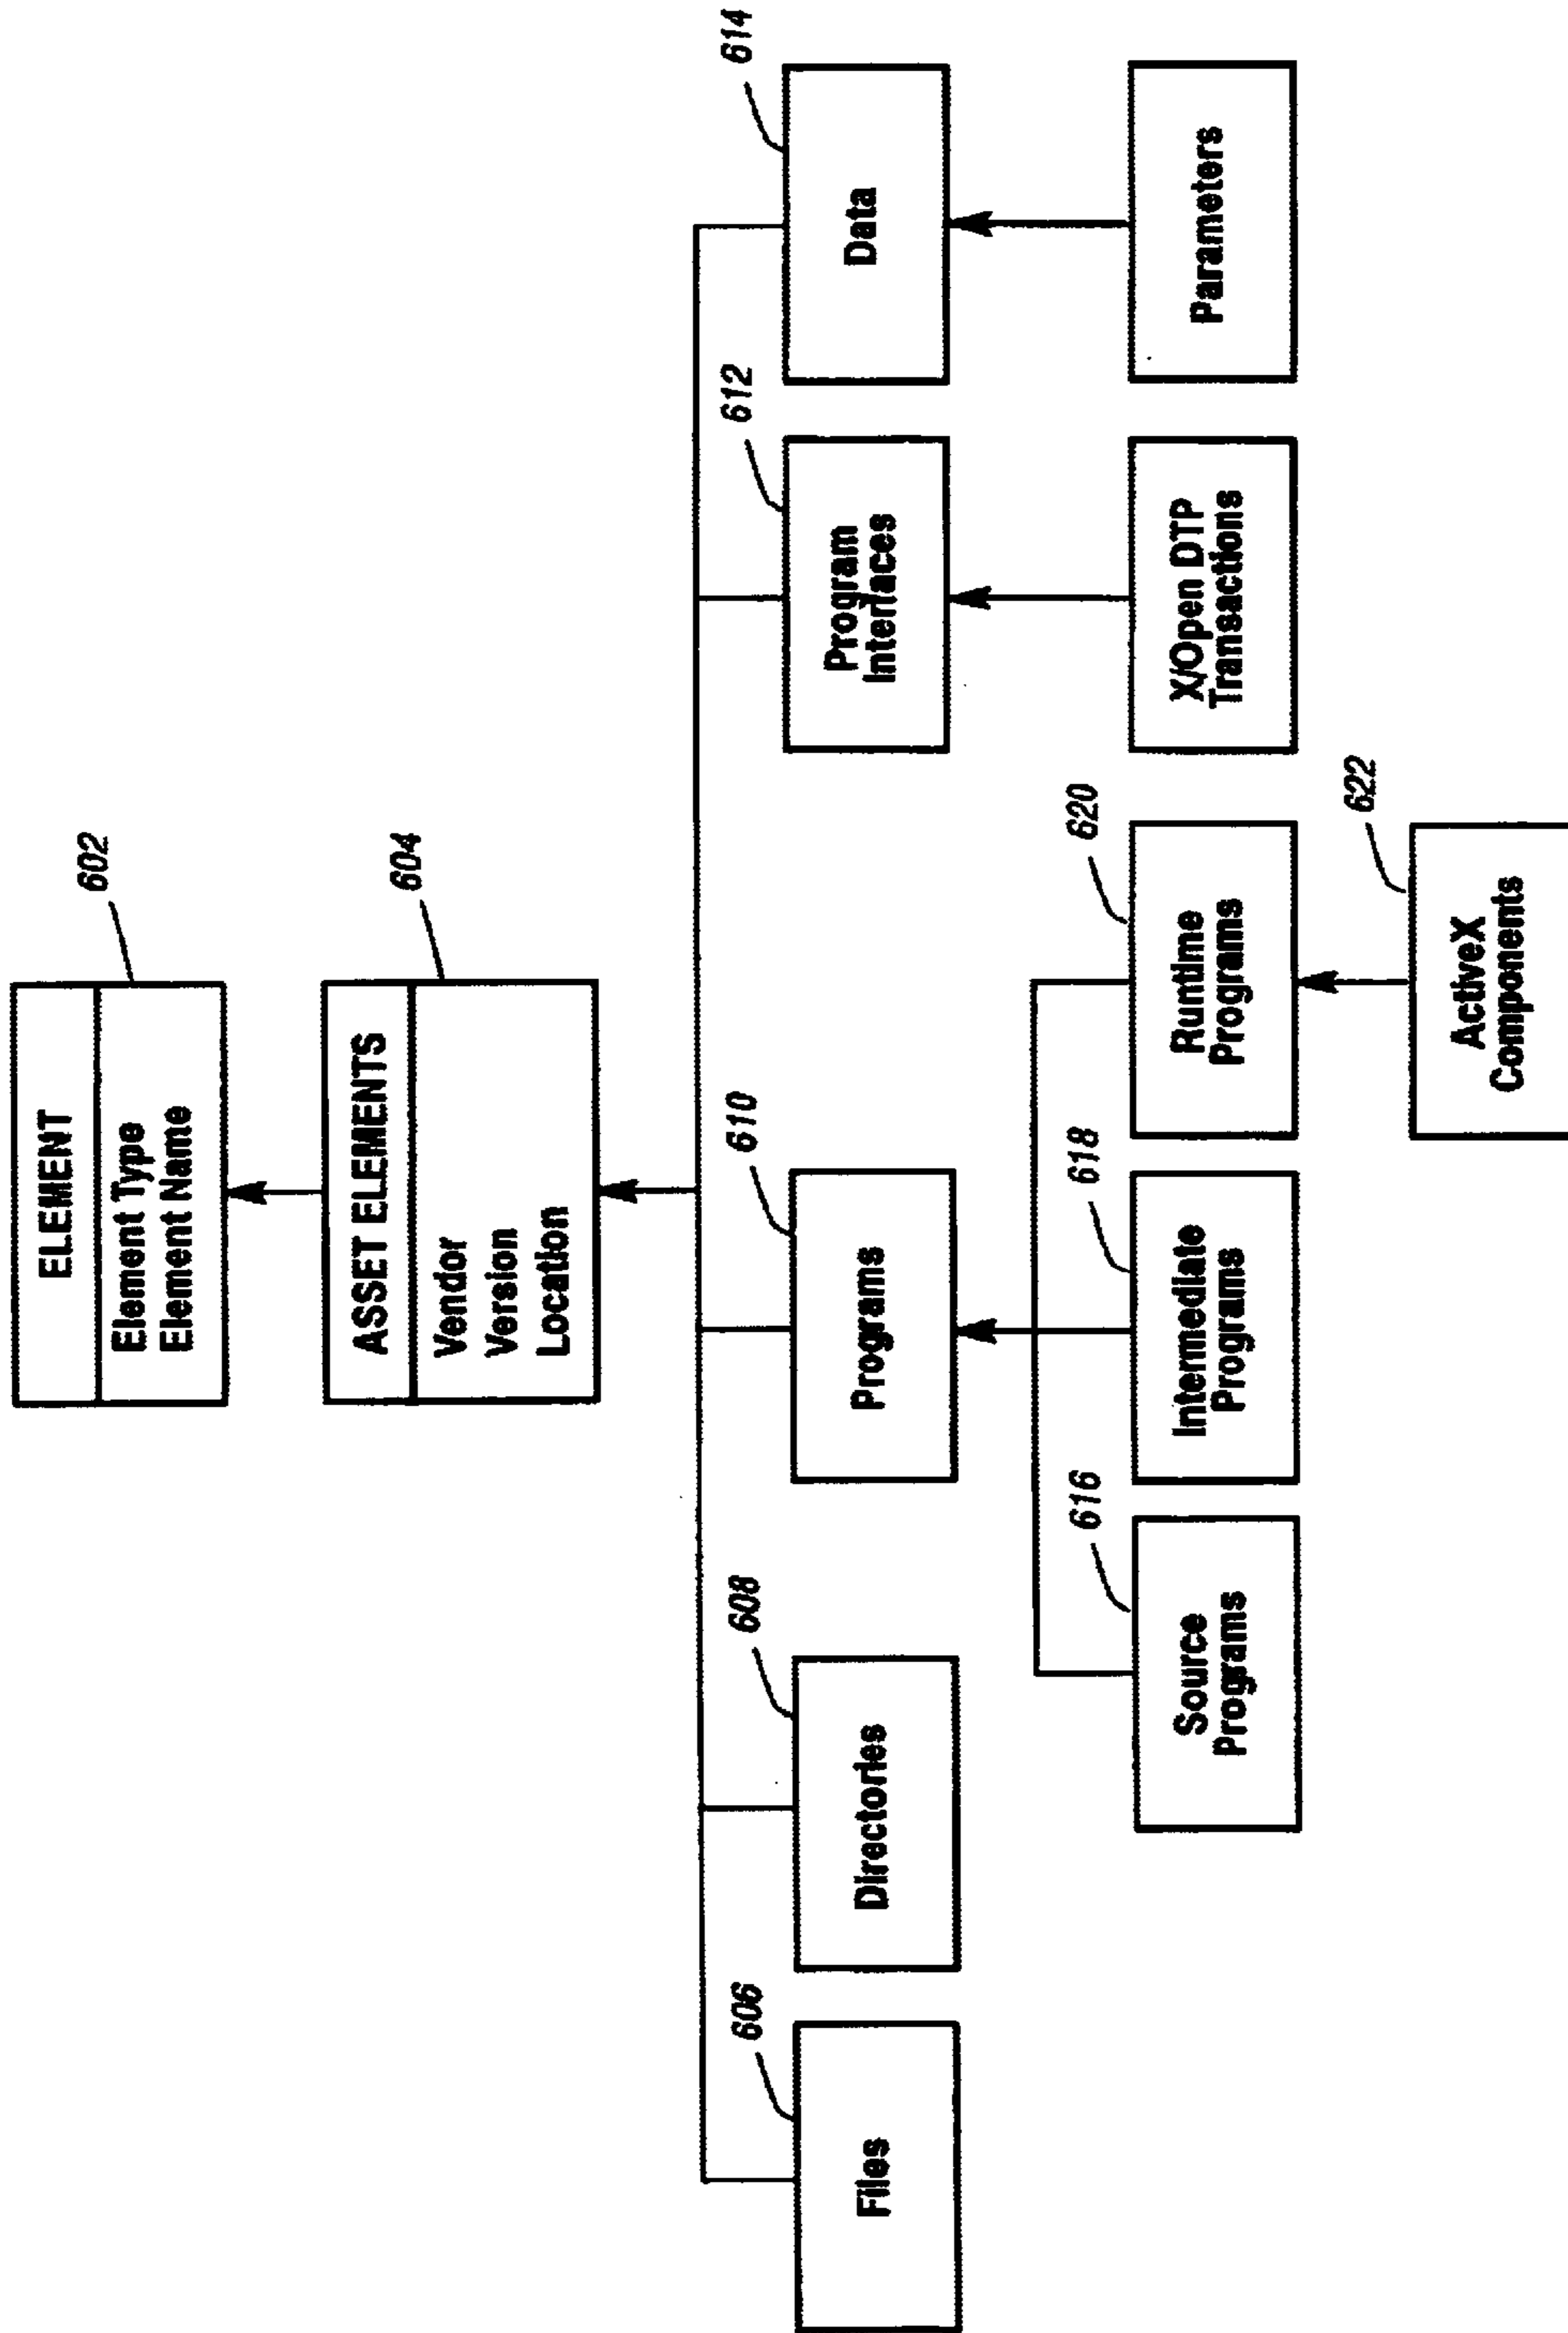 602
ELEMENT
Element Type
Element Name
604
ASSET ELEMENTS
Vendor
Version
Location
606
Files
608
Directories
610
Programs
612
Program
Interfaces
614
Data
616
Source
Programs
618
Intermediate
Programs
620
Runtime
Programs
X/Open DTP
Transactions
Parameters
622
ActiveX
Components